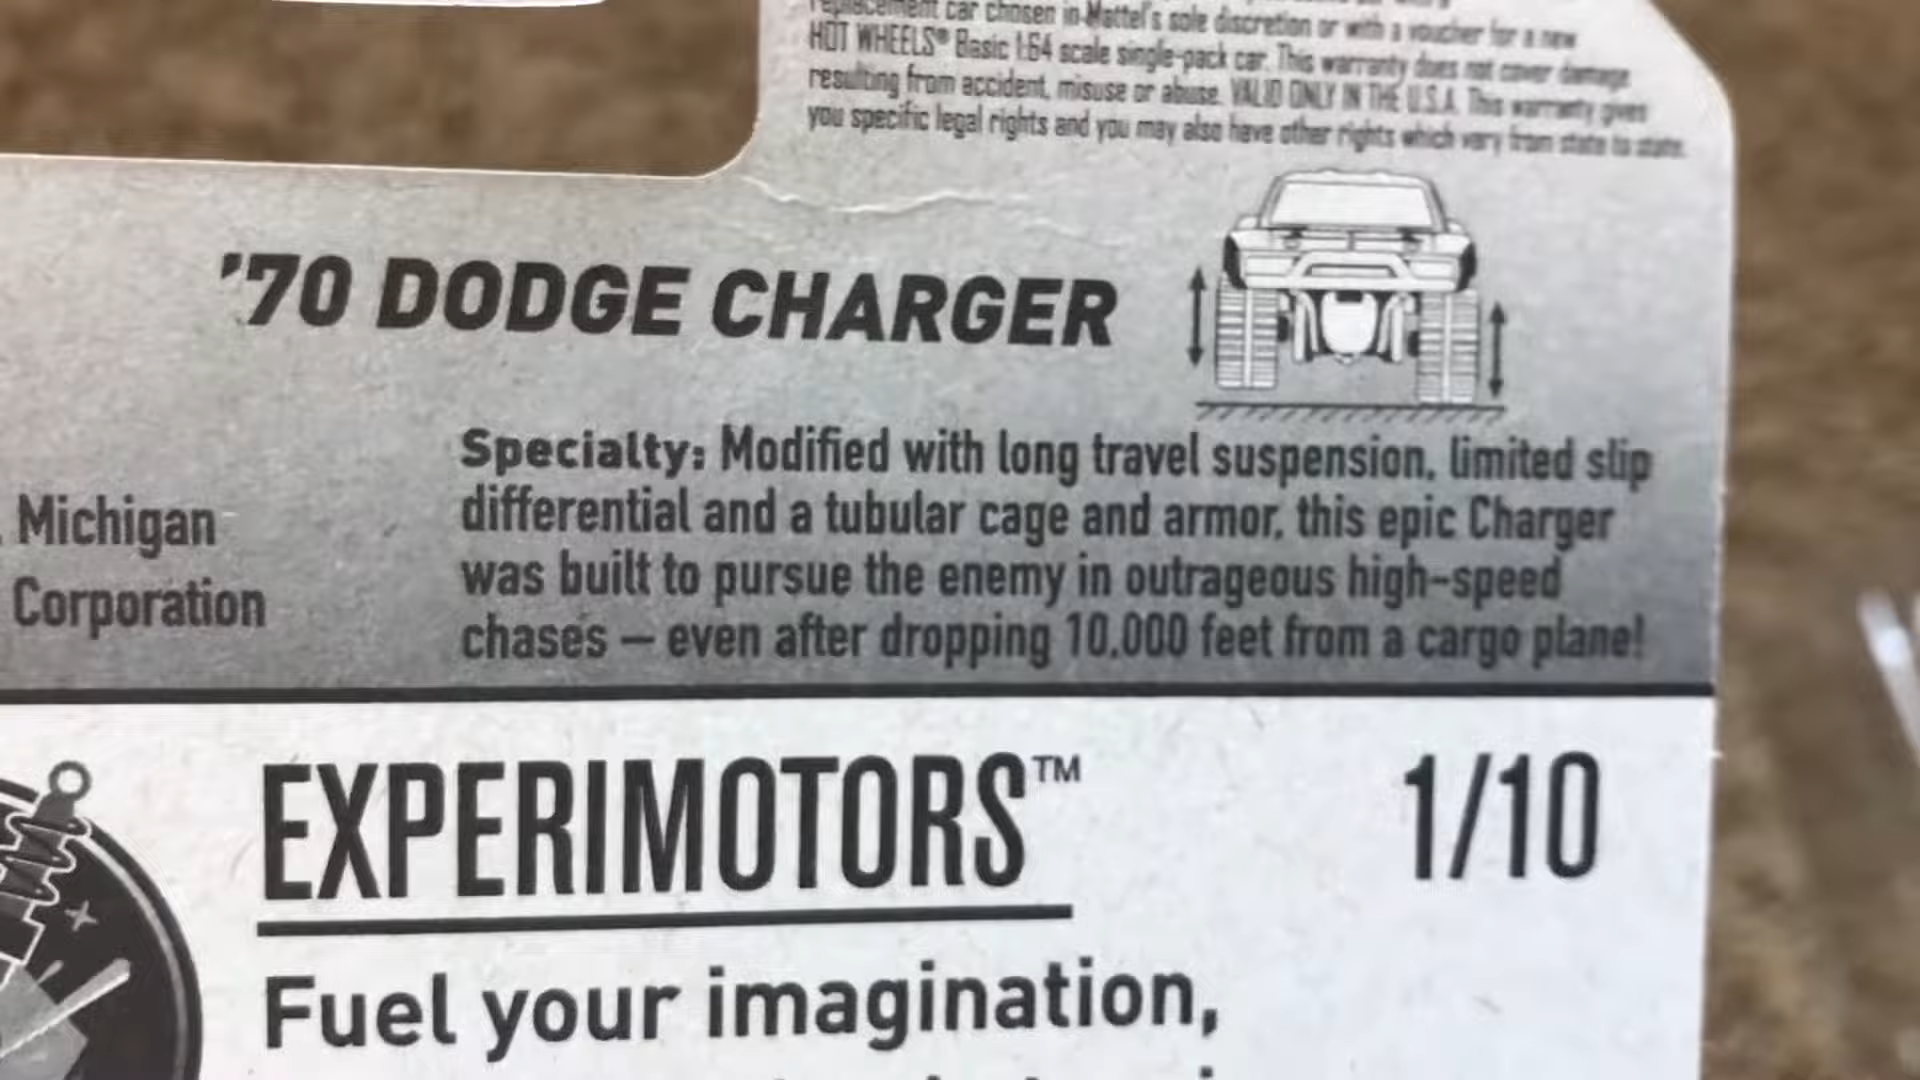 replacement car chosen in Mattel's sole discretion or with a voucher for a new
HOT WHEELS® Basic 1:64 scale single-pack car. This warranty does not cover damage
resulting from accident, misuse or abuse. VALID ONLY IN THE U.S.A. This warranty gives
you specific legal rights and you may also have other rights which vary from state to state.
'70 DODGE CHARGER
Michigan
Corporation
Specialty: Modified with long travel suspension, limited slip
differential and a tubular cage and armor, this epic Charger
was built to pursue the enemy in outrageous high-speed
chases – even after dropping 10,000 feet from a cargo plane!
EXPERIMOTORS™ 1/10
Fuel your imagination,